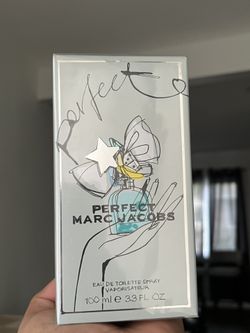 perfect
PERFECT
MARC JACOBS
EAU DE TOILETTE SPRAY
VAPORISATEUR
100 ml e 3.3 FL. OZ.